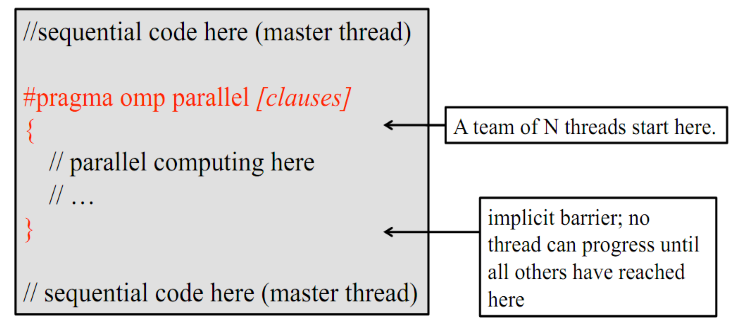 //sequential code here (master thread)
#pragma omp parallel [clauses]
{
// parallel computing here
// …
}
// sequential code here (master thread)
A team of N threads start here.
implicit barrier; no
thread can progress until
all others have reached
here